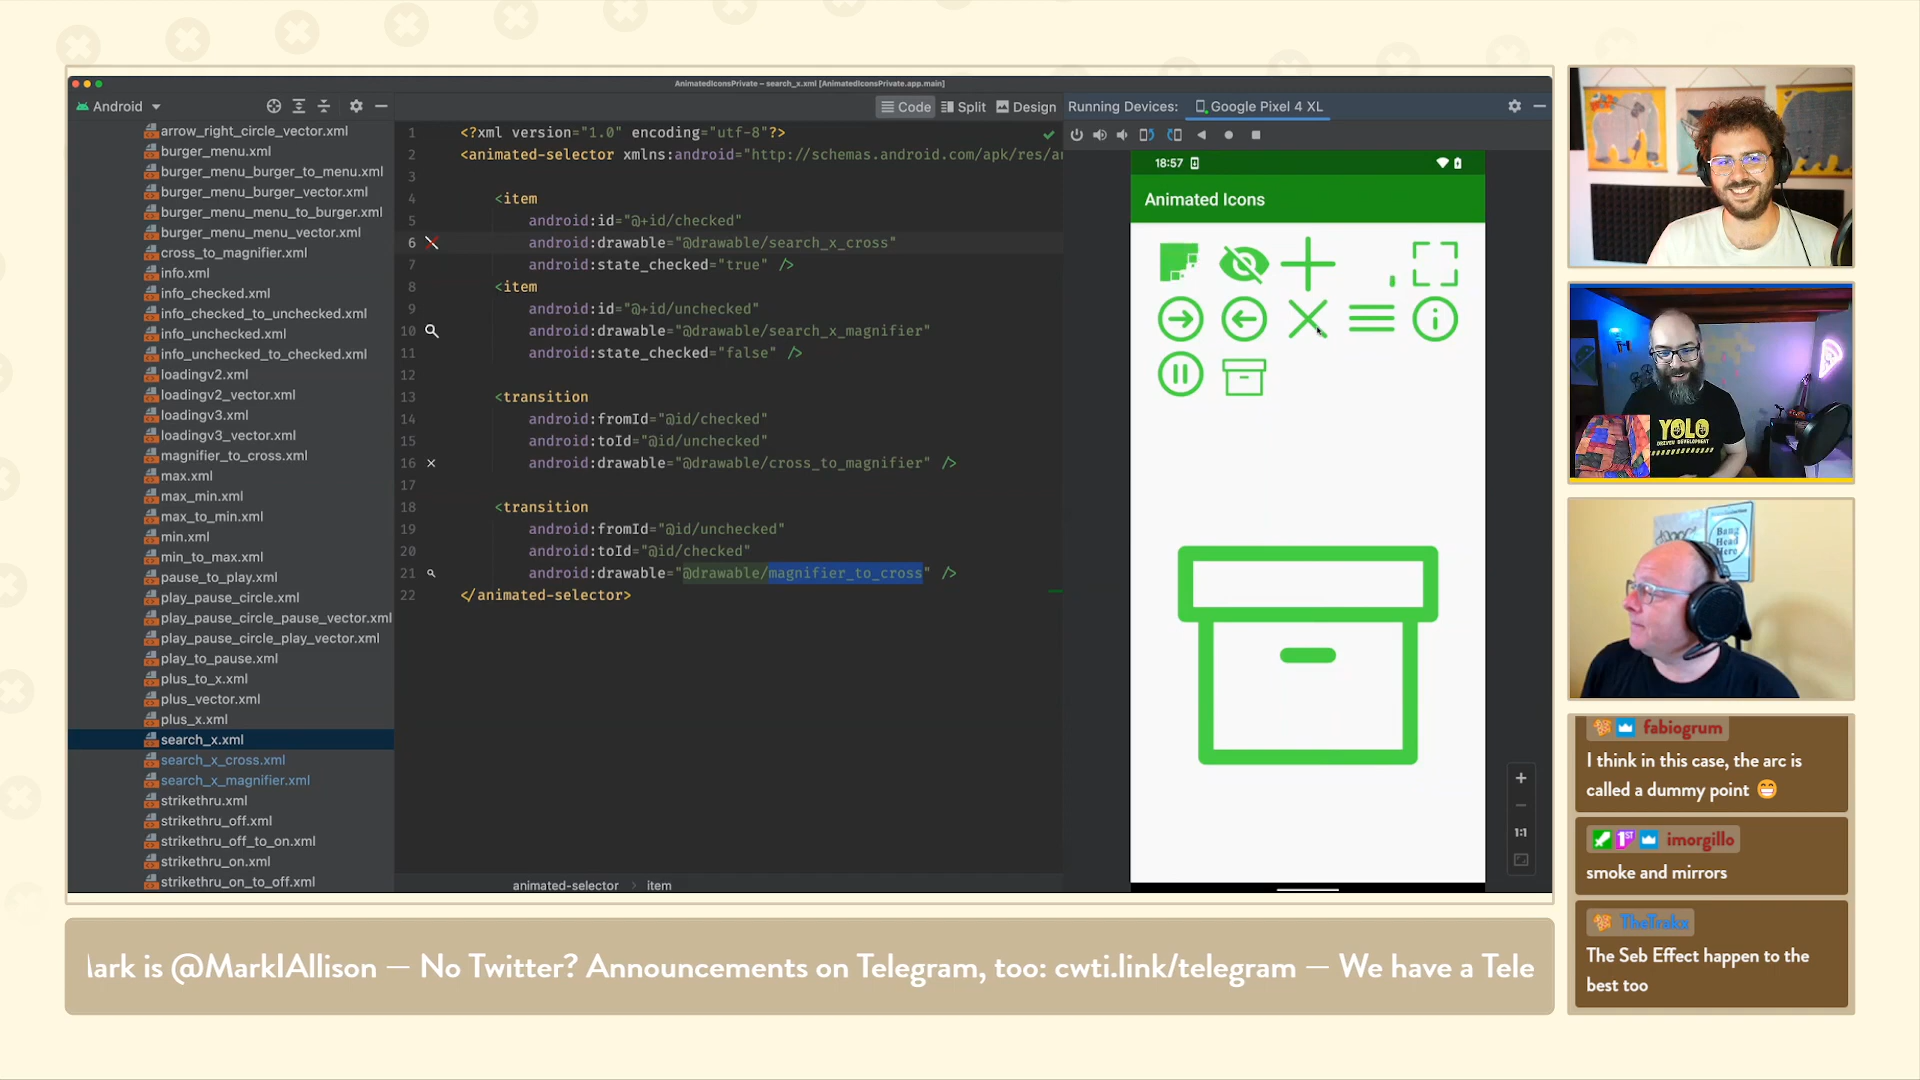 AnimatedIconsPrivate – search_x.xml [AnimatedIconsPrivate.app.main]
Android
Code
Split
Design
Running Devices:
Google Pixel 4 XL
arrow_right_circle_vector.xml
burger_menu.xml
burger_menu_burger_to_menu.xml
burger_menu_burger_vector.xml
burger_menu_menu_to_burger.xml
burger_menu_menu_vector.xml
cross_to_magnifier.xml
info.xml
info_checked.xml
info_checked_to_unchecked.xml
info_unchecked.xml
info_unchecked_to_checked.xml
loadingv2.xml
loadingv2_vector.xml
loadingv3.xml
loadingv3_vector.xml
magnifier_to_cross.xml
max.xml
max_min.xml
max_to_min.xml
min.xml
min_to_max.xml
pause_to_play.xml
play_pause_circle.xml
play_pause_circle_pause_vector.xml
play_pause_circle_play_vector.xml
play_to_pause.xml
plus_to_x.xml
plus_vector.xml
plus_x.xml
search_x.xml
search_x_cross.xml
search_x_magnifier.xml
strikethru.xml
strikethru_off.xml
strikethru_off_to_on.xml
strikethru_on.xml
strikethru_on_to_off.xml
1 <?xml version="1.0" encoding="utf-8"?>
2 <animated-selector xmlns:android="http://schemas.android.com/apk/res/a
3
4 <item
5 android:id="@+id/checked"
6 android:drawable="@drawable/search_x_cross"
7 android:state_checked="true" />
8 <item
9 android:id="@+id/unchecked"
10 android:drawable="@drawable/search_x_magnifier"
11 android:state_checked="false" />
12
13 <transition
14 android:fromId="@id/checked"
15 android:toId="@id/unchecked"
16 android:drawable="@drawable/cross_to_magnifier" />
17
18 <transition
19 android:fromId="@id/unchecked"
20 android:toId="@id/checked"
21 android:drawable="@drawable/magnifier_to_cross" />
22 </animated-selector>
animated-selector > item
18:57
Animated Icons
1:1
YOLO
DRIVEN DEVELOPMENT
Bang
Head
Here
fabiogrum
I think in this case, the arc is
called a dummy point 😁
1ST imorgillo
smoke and mirrors
TheTraks
The Seb Effect happen to the
best too
ark is @MarkIAllison — No Twitter? Announcements on Telegram, too: cwti.link/telegram — We have a Tele